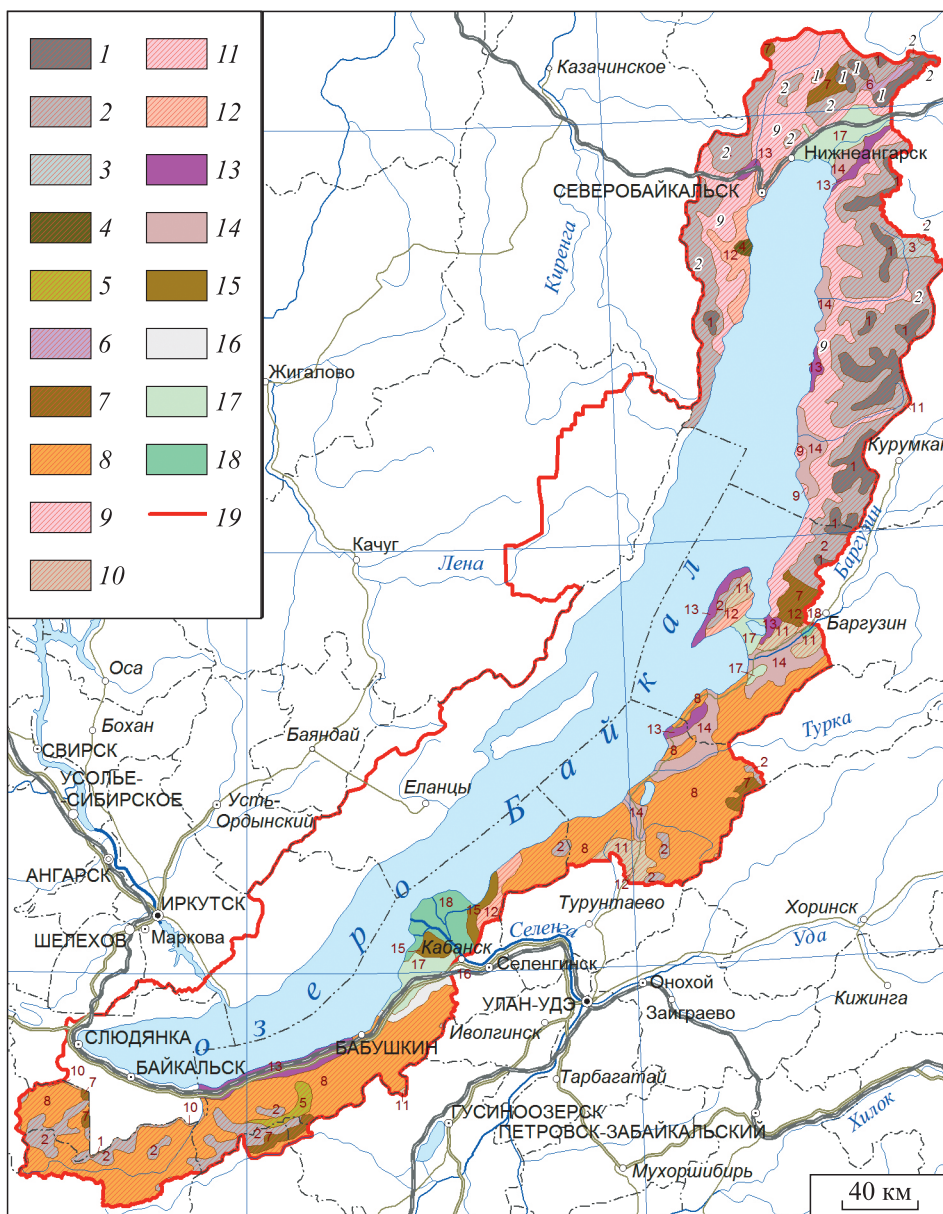 1
2
3
4
5
6
7
8
9
10
11
12
13
14
15
16
17
18
19
Казачинское
Нижнеангарск
СЕВЕРОБАЙКАЛЬСК
Киренга
Жигалово
Курумкан
Качуг
Лена
Баргузин
Баргузин
Оса
Бохан
Баяндай
СВИРСК
УСОЛЬЕ-
-СИБИРСКОЕ
Усть-
Ордынский
Еланцы
Турка
АНГАРСК
ИРКУТСК
ШЕЛЕХОВ
Маркова
озеро Байкал
Турунтаево
Хоринск
Кабанск
Селенга
Уда
Селенгинск
Онохой
УЛАН-УДЭ
Заиграево
Кижинга
Иволгинск
СЛЮДЯНКА
БАБУШКИН
БАЙКАЛЬСК
Тарбагатай
ГУСИНООЗЕРСК
ПЕТРОВСК-ЗАБАЙКАЛЬСКИЙ
Хилок
Мухоршибирь
40 км